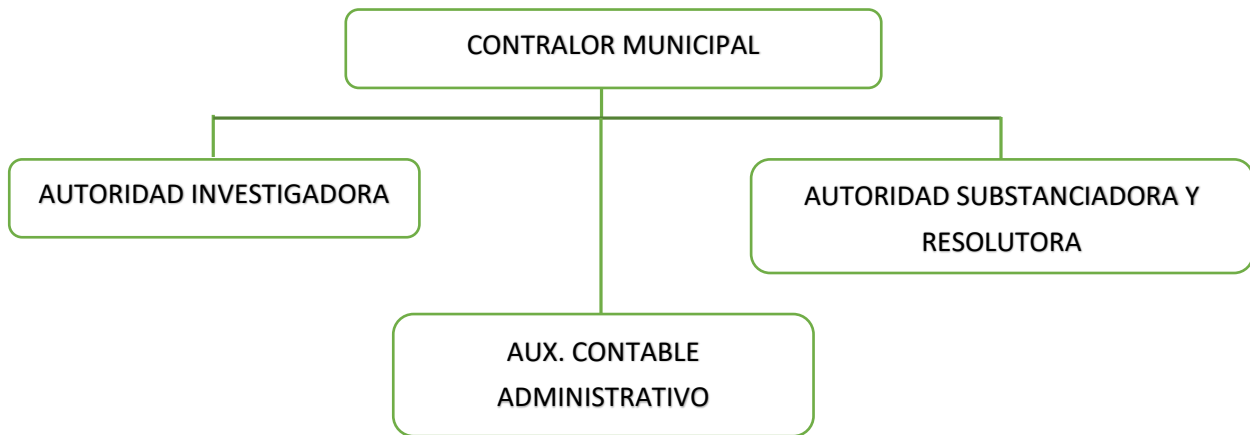 CONTRALOR MUNICIPAL
AUTORIDAD INVESTIGADORA
AUTORIDAD SUBSTANCIADORA Y
RESOLUTORA
AUX. CONTABLE
ADMINISTRATIVO